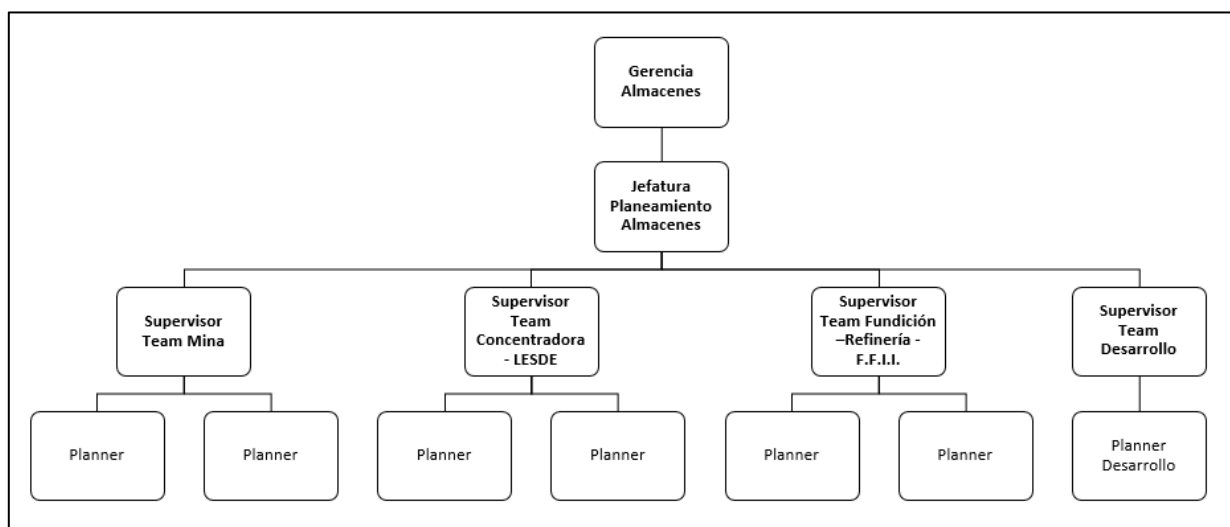 Gerencia
Almacenes
Jefatura
Planeamiento
Almacenes
Supervisor
Team Mina
Supervisor
Team
Concentradora
- LESDE
Supervisor
Team Fundición
–Refinería -
F.F.I.I.
Supervisor
Team
Desarrollo
Planner
Planner
Planner
Planner
Planner
Planner
Planner
Desarrollo